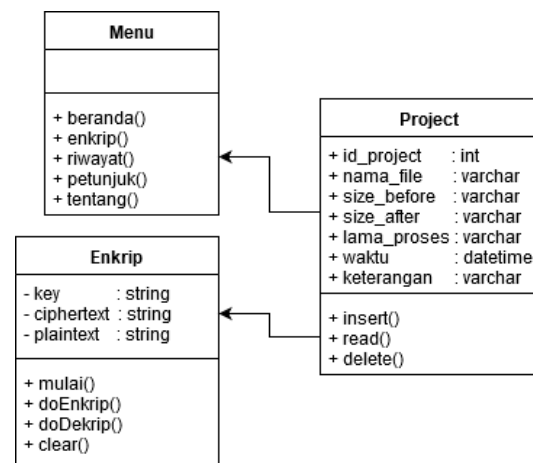 Menu
+ beranda()
+ enkrip()
+ riwayat()
+ petunjuk()
+ tentang()
Project
+ id_project : int
+ nama_file : varchar
+ size_before : varchar
+ size_after : varchar
+ lama_proses : varchar
+ waktu : datetime
+ keterangan : varchar
+ insert()
+ read()
+ delete()
Enkrip
- key : string
- ciphertext : string
- plaintext : string
+ mulai()
+ doEnkrip()
+ doDekrip()
+ clear()